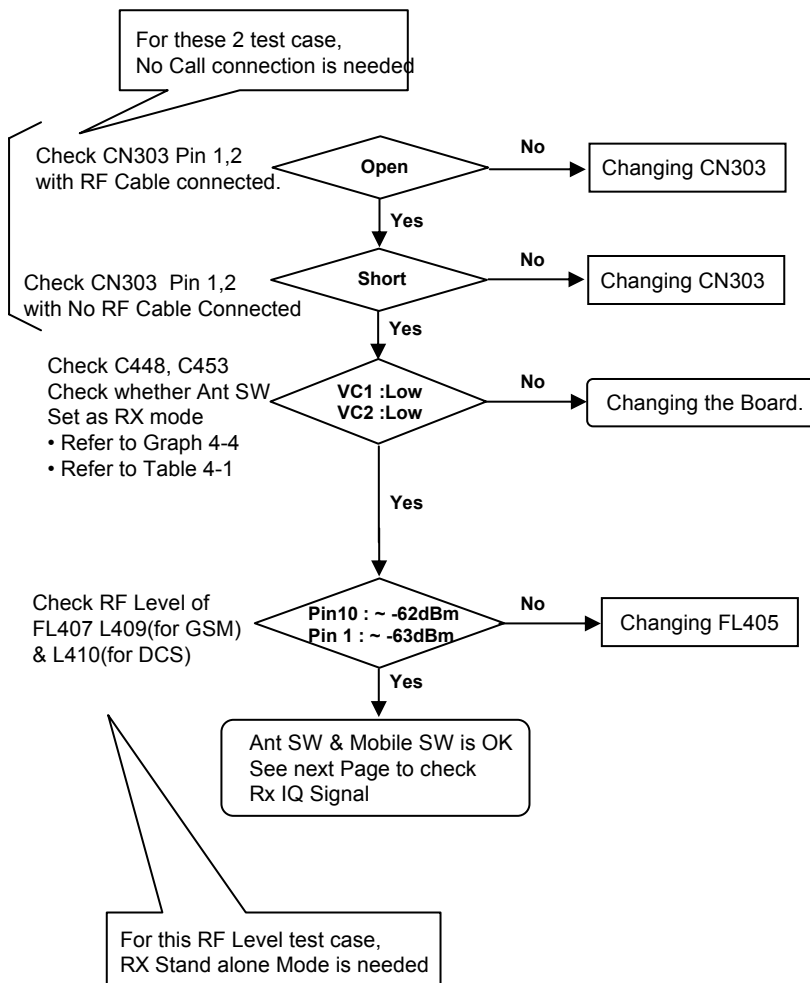 For these 2 test case,
No Call connection is needed
Check CN303 Pin 1,2
with RF Cable connected.
Open
No
Changing CN303
Yes
Check CN303 Pin 1,2
with No RF Cable Connected
Short
No
Changing CN303
Yes
Check C448, C453
Check whether Ant SW
Set as RX mode
• Refer to Graph 4-4
• Refer to Table 4-1
VC1 :Low
VC2 :Low
No
Changing the Board.
Yes
Check RF Level of
FL407 L409(for GSM)
& L410(for DCS)
Pin10 : ~ -62dBm
Pin 1 : ~ -63dBm
No
Changing FL405
Yes
Ant SW & Mobile SW is OK
See next Page to check
Rx IQ Signal
For this RF Level test case,
RX Stand alone Mode is needed